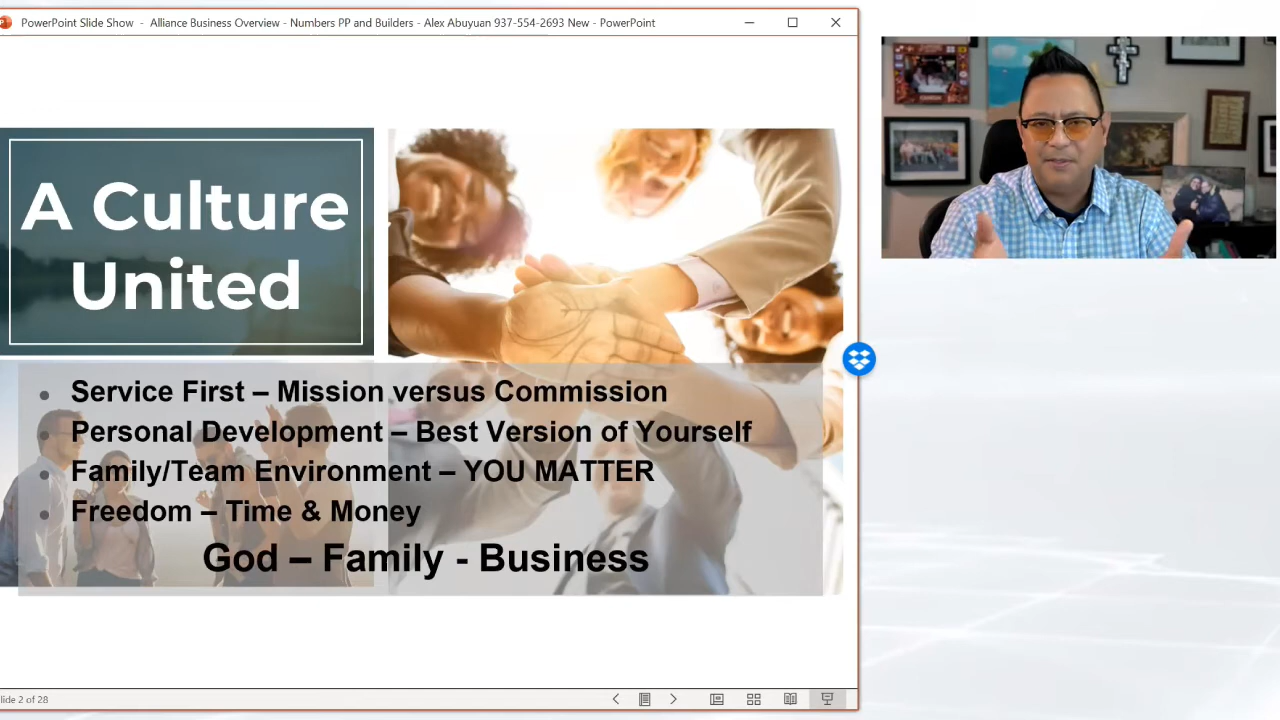 PowerPoint Slide Show - Alliance Business Overview - Numbers PP and Builders - Alex Abuyuan 937-554-2693 New - PowerPoint
A Culture
United
Service First – Mission versus Commission
Personal Development – Best Version of Yourself
Family/Team Environment – YOU MATTER
Freedom – Time & Money
God – Family - Business
lide 2 of 28